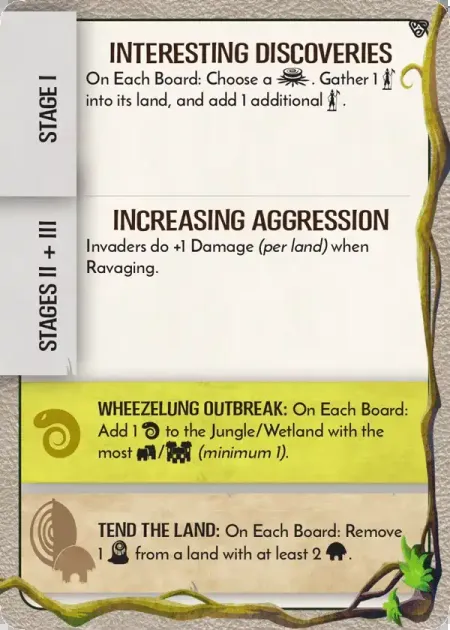 STAGE I
INTERESTING DISCOVERIES
On Each Board: Choose a . Gather 1
into its land, and add 1 additional .
STAGES II + III
INCREASING AGGRESSION
Invaders do +1 Damage (per land) when
Ravaging.
WHEEZELUNG OUTBREAK: On Each Board:
Add 1 to the Jungle/Wetland with the
most / (minimum 1).
TEND THE LAND: On Each Board: Remove
1 from a land with at least 2 .